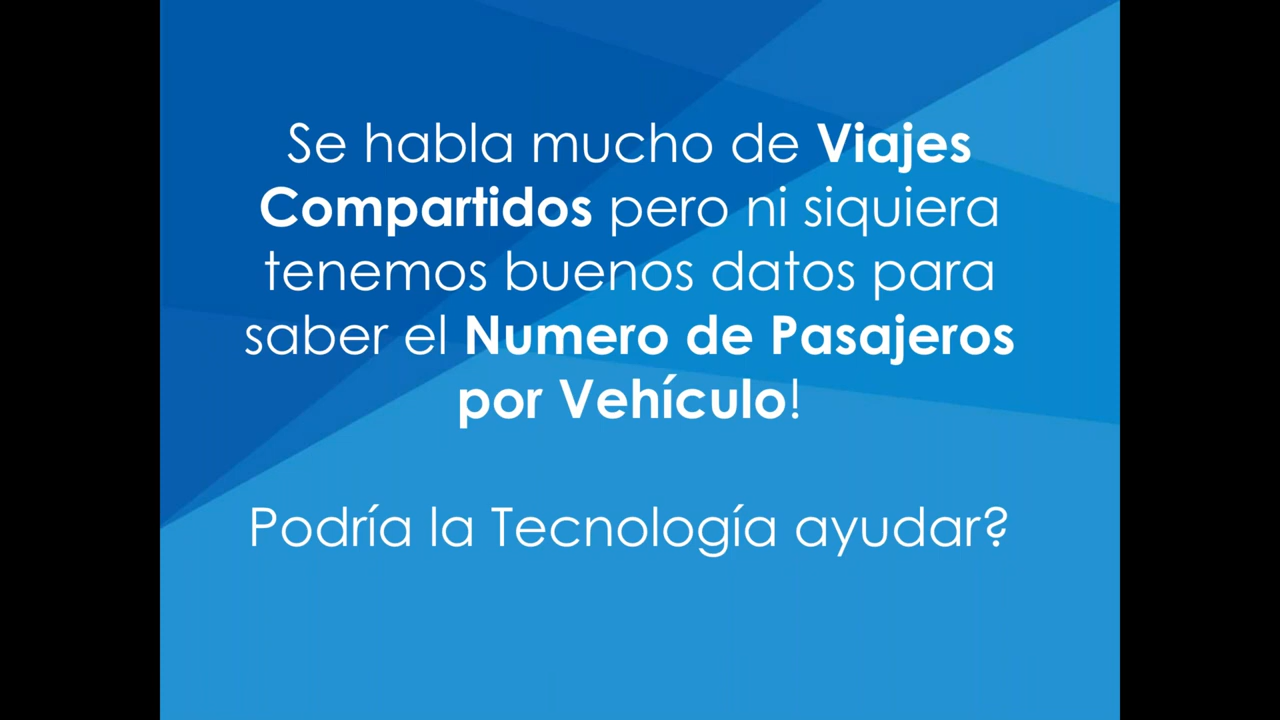 Se habla mucho de Viajes
Compartidos pero ni siquiera
tenemos buenos datos para
saber el Numero de Pasajeros
por Vehículo!
Podría la Tecnología ayudar?